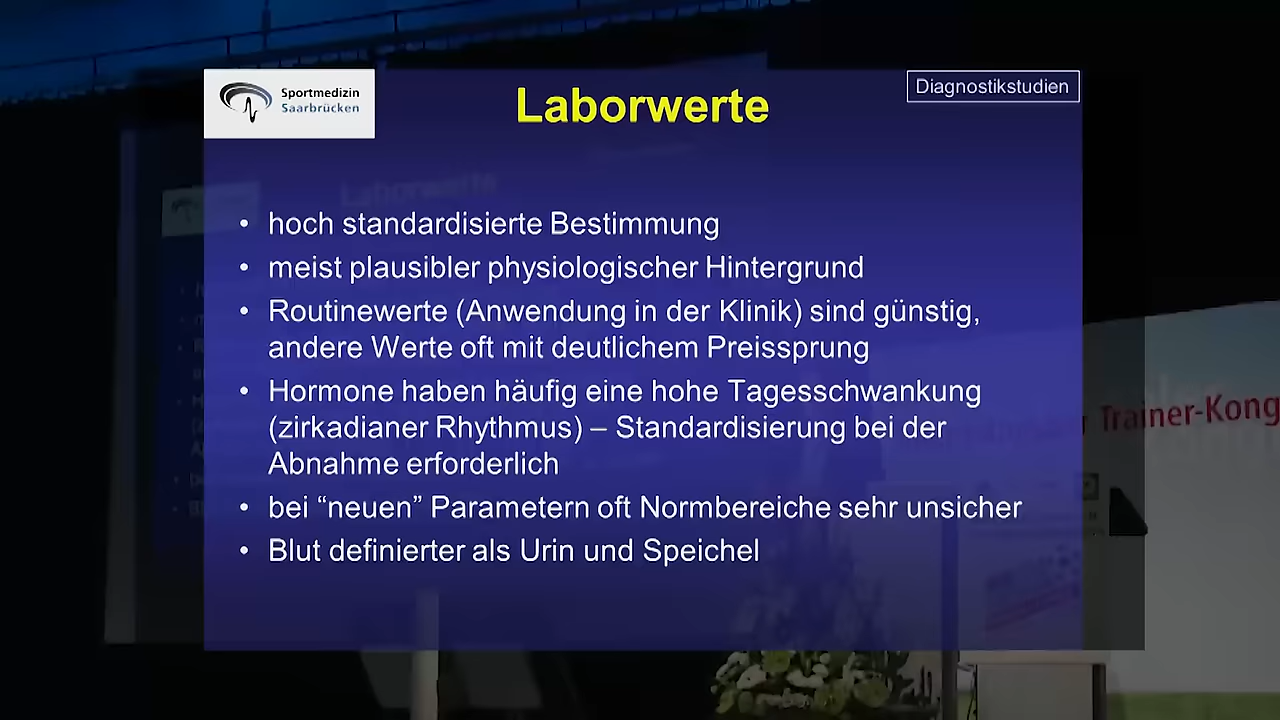 Sportmedizin
Saarbrücken
Laborwerte
Diagnostikstudien
• hoch standardisierte Bestimmung
• meist plausibler physiologischer Hintergrund
• Routinewerte (Anwendung in der Klinik) sind günstig,
andere Werte oft mit deutlichem Preissprung
• Hormone haben häufig eine hohe Tagesschwankung
(zirkadianer Rhythmus) – Standardisierung bei der
Abnahme erforderlich
• bei “neuen” Parametern oft Normbereiche sehr unsicher
• Blut definierter als Urin und Speichel
Laborwerte
Trainer-Kong